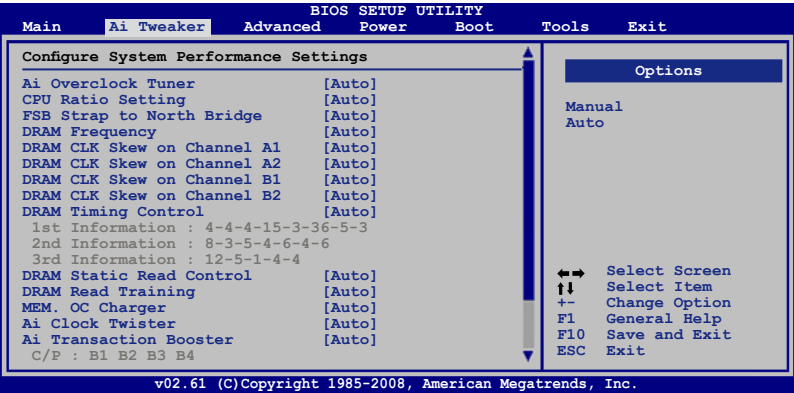 BIOS SETUP UTILITY
Main Ai Tweaker Advanced Power Boot Tools Exit
Configure System Performance Settings
Ai Overclock Tuner [Auto]
CPU Ratio Setting [Auto]
FSB Strap to North Bridge [Auto]
DRAM Frequency [Auto]
DRAM CLK Skew on Channel A1 [Auto]
DRAM CLK Skew on Channel A2 [Auto]
DRAM CLK Skew on Channel B1 [Auto]
DRAM CLK Skew on Channel B2 [Auto]
DRAM Timing Control [Auto]
1st Information : 4-4-4-15-3-36-5-3
2nd Information : 8-3-5-4-6-4-6
3rd Information : 12-5-1-4-4
DRAM Static Read Control [Auto]
DRAM Read Training [Auto]
MEM. OC Charger [Auto]
Ai Clock Twister [Auto]
Ai Transaction Booster [Auto]
C/P : B1 B2 B3 B4
Options
Manual
Auto
←→ Select Screen
↑↓ Select Item
+- Change Option
F1 General Help
F10 Save and Exit
ESC Exit
v02.61 (C)Copyright 1985-2008, American Megatrends, Inc.